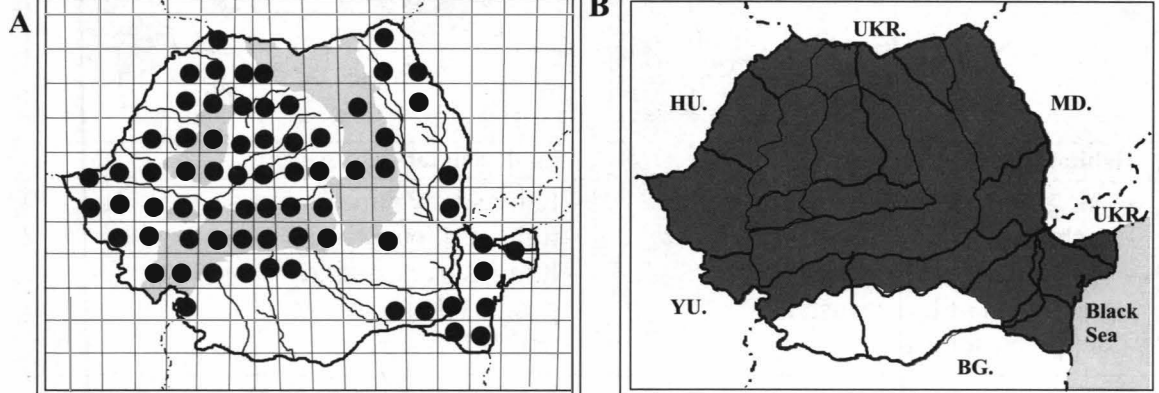 A
B
UKR.
HU.
MD.
UKR.
YU.
Black
Sea
BG.